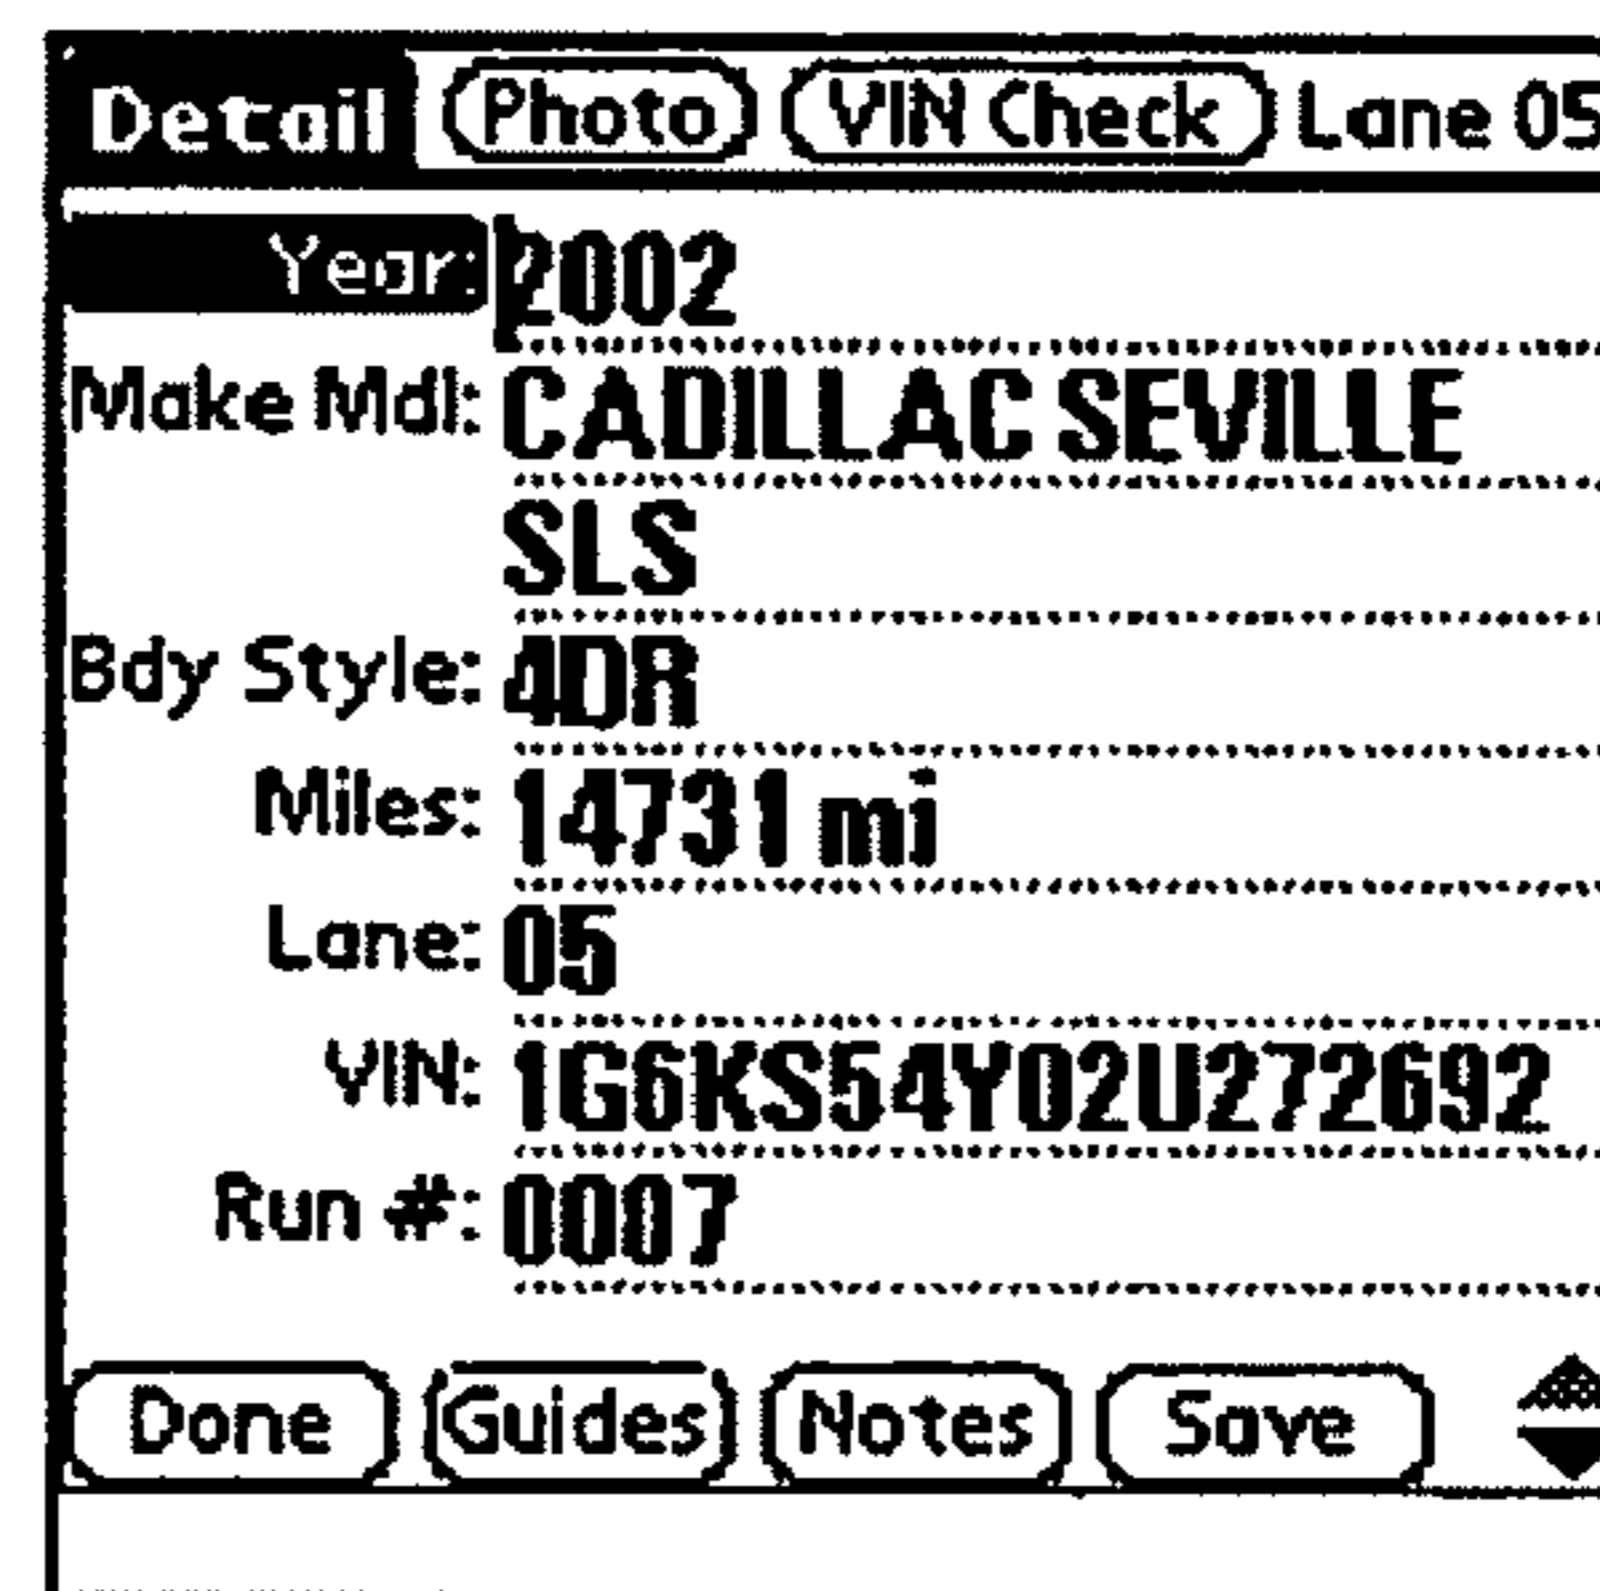 Detail Photo VIN Check Lane 05
Year: 2002
Make Mdl: CADILLAC SEVILLE
SLS
Bdy Style: 4DR
Miles: 14731 mi
Lane: 05
VIN: 1G6KS54Y02U272692
Run #: 0007
Done Guides Notes Save